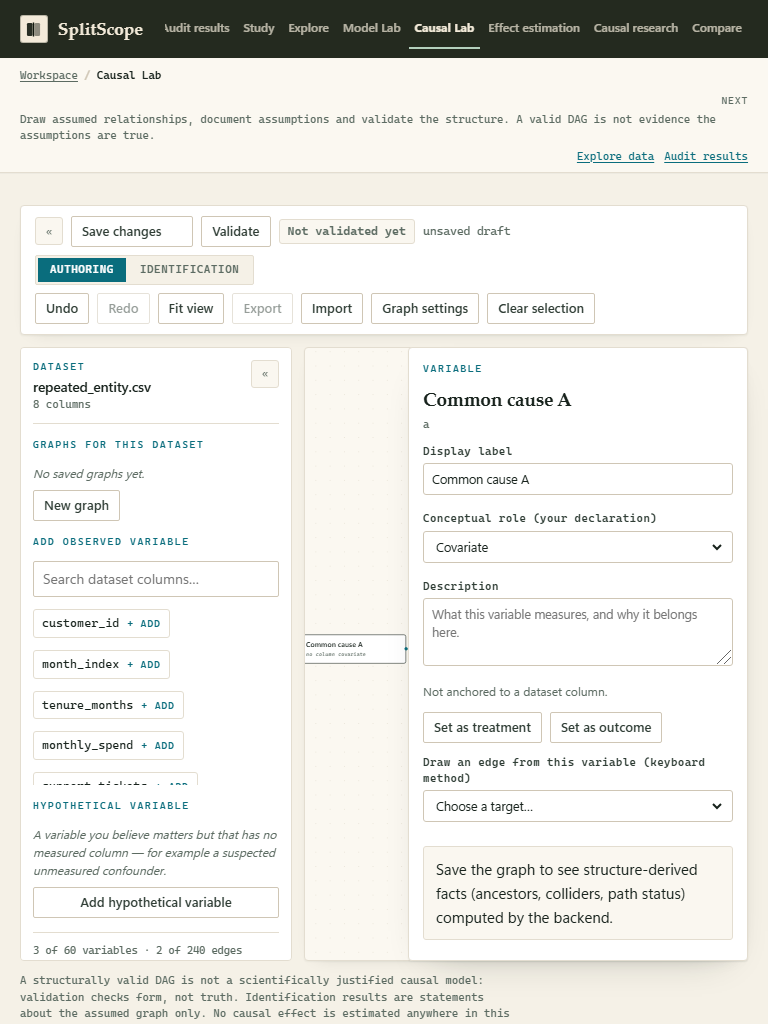 SplitScope
Audit results
Study
Explore
Model Lab
Causal Lab
Effect estimation
Causal research
Compare
Workspace / Causal Lab
NEXT
Draw assumed relationships, document assumptions and validate the structure. A valid DAG is not evidence the
assumptions are true.
Explore data
Audit results
«
Save changes
Validate
Not validated yet
unsaved draft
AUTHORING
IDENTIFICATION
Undo
Redo
Fit view
Export
Import
Graph settings
Clear selection
DATASET
«
repeated_entity.csv
8 columns
GRAPHS FOR THIS DATASET
No saved graphs yet.
New graph
ADD OBSERVED VARIABLE
Search dataset columns...
customer_id + ADD
month_index + ADD
tenure_months + ADD
monthly_spend + ADD
support_tickets + ADD
HYPOTHETICAL VARIABLE
A variable you believe matters but that has no
measured column — for example a suspected
unmeasured confounder.
Add hypothetical variable
3 of 60 variables · 2 of 240 edges
Common cause A
no column covariate
VARIABLE
Common cause A
a
Display label
Common cause A
Conceptual role (your declaration)
Covariate
Description
What this variable measures, and why it belongs
here.
Not anchored to a dataset column.
Set as treatment
Set as outcome
Draw an edge from this variable (keyboard
method)
Choose a target...
Save the graph to see structure-derived
facts (ancestors, colliders, path status)
computed by the backend.
A structurally valid DAG is not a scientifically justified causal model:
validation checks form, not truth. Identification results are statements
about the assumed graph only. No causal effect is estimated anywhere in this